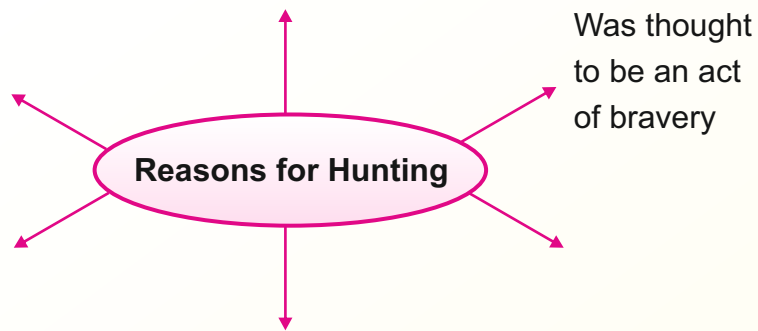 Was thought
to be an act
of bravery
Reasons for Hunting